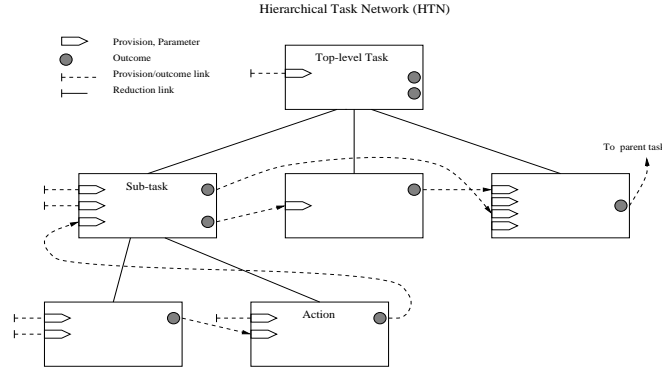 Hierarchical Task Network (HTN)
Provision, Parameter
Outcome
Provision/outcome link
Reduction link
Top-level Task
To parent task
Sub-task
Action